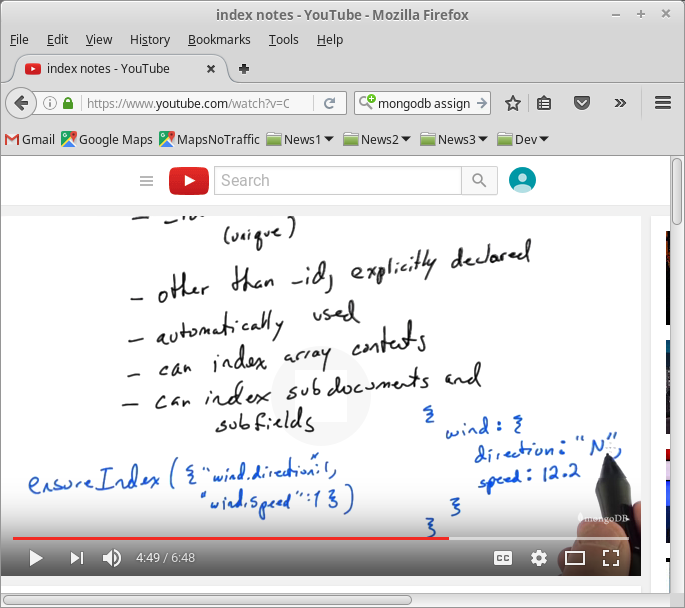 index notes - YouTube - Mozilla Firefox
File Edit View History Bookmarks Tools Help
index notes - YouTube
https://www.youtube.com/watch?v=C
mongodb assign
Gmail Google Maps MapsNoTraffic News1 News2 News3 Dev
Search
(unique)
- other than _id, explicitly declared
- automatically used
- can index array contents
- can index subdocuments and
subfields
{
wind: {
direction: "N",
speed: 12.2
}
}
ensureIndex({"wind.direction":1,
"wind.speed":1})
mongoDB
4:49 / 6:48
CC